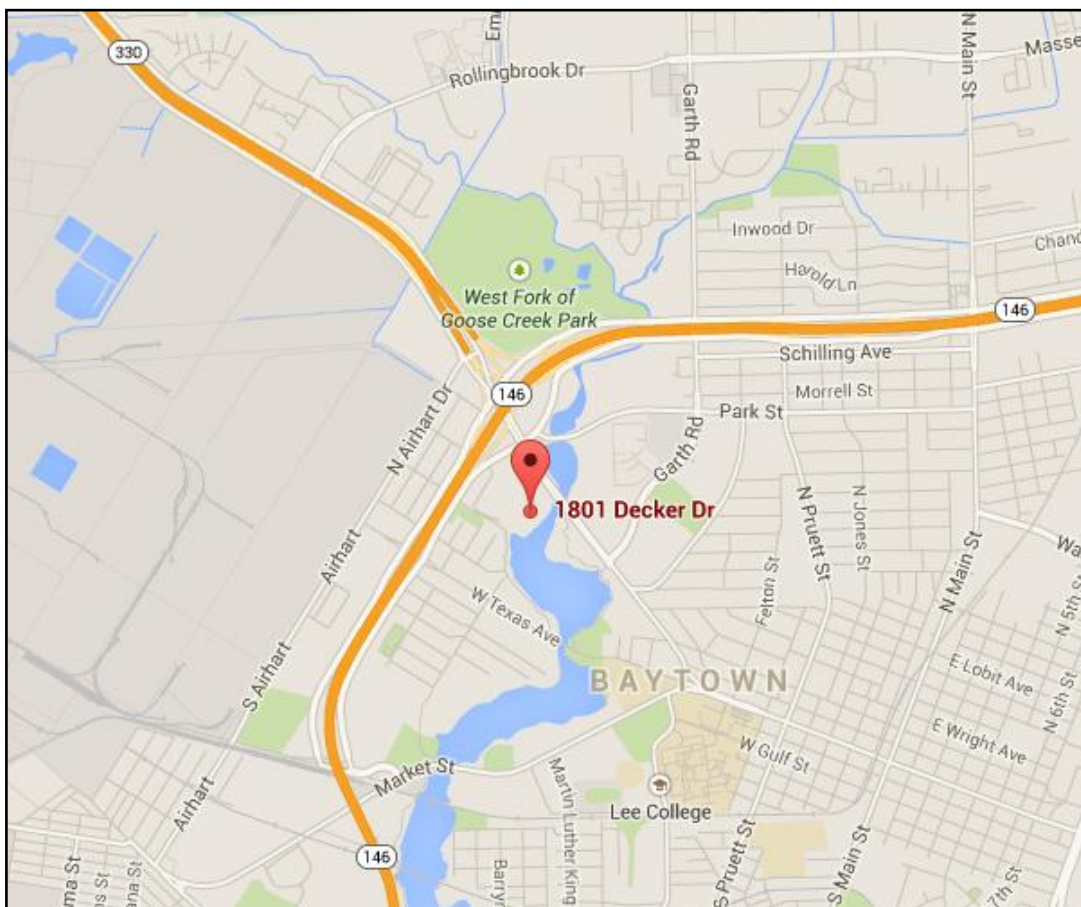 330
Rollingbrook Dr
Garth Rd
N Main St
Masse
Inwood Dr
Chanc
Harold Ln
West Fork of
Goose Creek Park
146
Schilling Ave
Morrell St
146
Park St
N Airhart Dr
Garth Rd
1801 Decker Dr
N Pruett St
N Jones St
Airhart
N Main St
Felton St
W Texas Ave
N 5th St
BAYTOWN
E Lobit Ave
S Airhart
N 6th St
E Wright Ave
W Gulf St
Market St
Martin Luther King
Lee College
Airhart
146
S Pruett St
S Main St
7th St